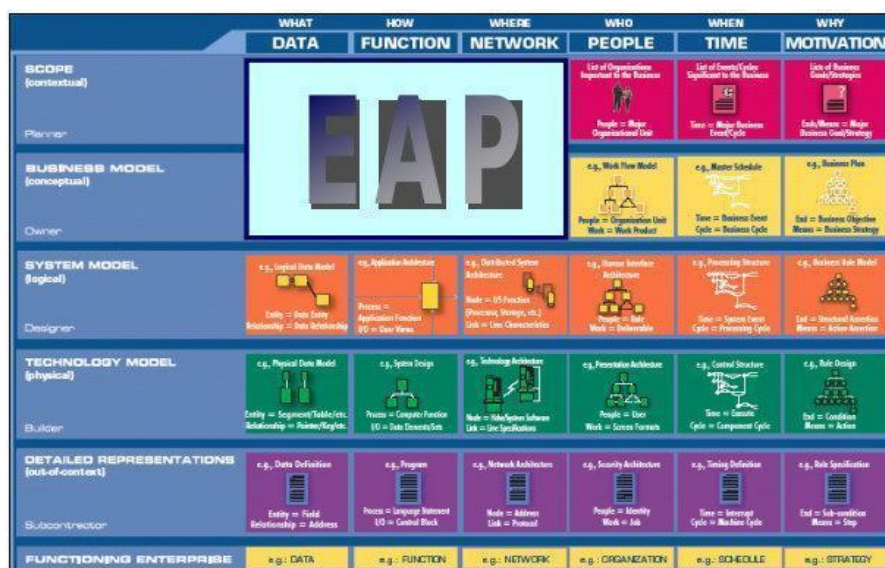 WHAT HOW WHERE WHO WHEN WHY
DATA FUNCTION NETWORK PEOPLE TIME MOTIVATION
SCOPE
(contextual)
Planner
EAP
List of Organizations
Important to the Business
People = Major
Organizational Unit
List of Events/Cycles
Significant to the Business
Time = Major Business
Event/Cycle
Lists of Business
Goals/Strategies
Ends/Means = Major
Business Goal/Strategy
BUSINESS MODEL
(conceptual)
Owner
e.g., Work Flow Model
People = Organization Unit
Work = Work Product
e.g., Master Schedule
Time = Business Event
Cycle = Business Cycle
e.g., Business Plan
End = Business Objective
Means = Business Strategy
SYSTEM MODEL
(logical)
Designer
e.g., Logical Data Model
Entity = Data Entity
Relationship = Data Relationship
e.g., Application Architecture
Process =
Application Function
I/O = User Views
e.g., Distributed System
Architecture
Node = I/S Function
(Processor, Storage, etc.)
Link = Line Characteristics
e.g., Human Interface
Architecture
People = Role
Work = Deliverable
e.g., Processing Structure
Time = System Event
Cycle = Processing Cycle
e.g., Business Rule Model
End = Structural Assertion
Means = Action Assertion
TECHNOLOGY MODEL
(physical)
Builder
e.g., Physical Data Model
Entity = Segment/Table/etc.
Relationship = Pointer/Key/etc.
e.g., System Design
Process = Computer Function
I/O = Data Elements/Sets
e.g., Technology Architecture
Node = Hdw/System Software
Link = Line Specifications
e.g., Presentation Architecture
People = User
Work = Screen Formats
e.g., Control Structure
Time = Execute
Cycle = Component Cycle
e.g., Rule Design
End = Condition
Means = Action
DETAILED REPRESENTATIONS
(out-of-context)
Subcontractor
e.g., Data Definition
Entity = Field
Relationship = Address
e.g., Program
Process = Language Statement
I/O = Control Block
e.g., Network Architecture
Node = Address
Link = Protocol
e.g., Security Architecture
People = Identity
Work = Job
e.g., Timing Definition
Time = Interrupt
Cycle = Machine Cycle
e.g., Rule Specification
End = Sub-condition
Means = Step
FUNCTIONING ENTERPRISE
e.g.: DATA
e.g.: FUNCTION
e.g.: NETWORK
e.g.: ORGANIZATION
e.g.: SCHEDULE
e.g.: STRATEGY